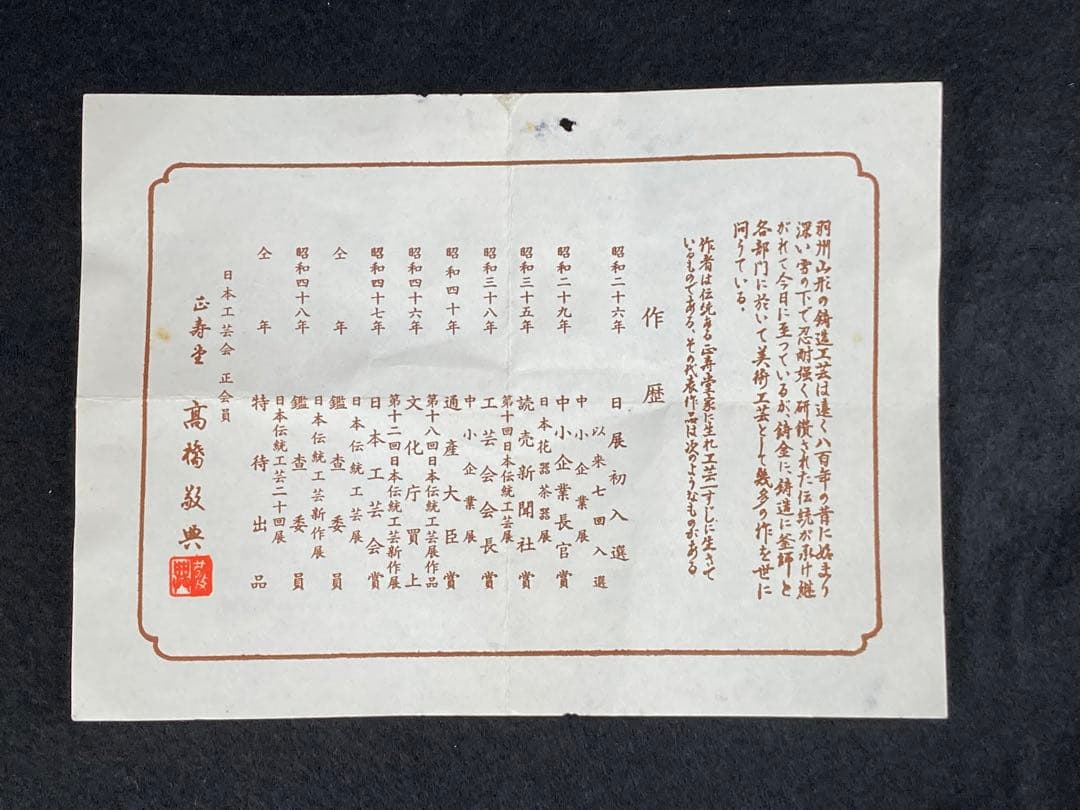 羽州山形の鋳造工芸は遠く八百年の昔に始まり
深い雪の下で忍耐強く研鑽された伝統が承け継
がれて今日に至っているが、鋳金に、鋳造に釜師と
各部門に於いて美術工芸として幾多の作を世に
問うている。
作者は伝統ある正寿堂家に生れ工芸一すじに生きて
いるものである、その代表作品は次のようなものがある
作歴
昭和二十六年 日展初入選
以来七回入選
昭和二十九年 中小企業展
中小企業長官賞
昭和三十五年 日本花器茶器展
読売新聞社賞
昭和三十八年 第十回日本伝統工芸展
工芸会会長賞
昭和四十年 中小企業展
通産大臣賞
昭和四十六年 第十八回日本伝統工芸展作品
文化庁買上
昭和四十七年 第十二回日本伝統工芸新作展
日本工芸会賞
仝年 日本伝統工芸展
鑑査委員
昭和四十八年 日本伝統工芸新作展
鑑査委員
仝年 日本伝統工芸二十回展
特待出品
日本工芸会 正会員
正寿堂 高橋敬典